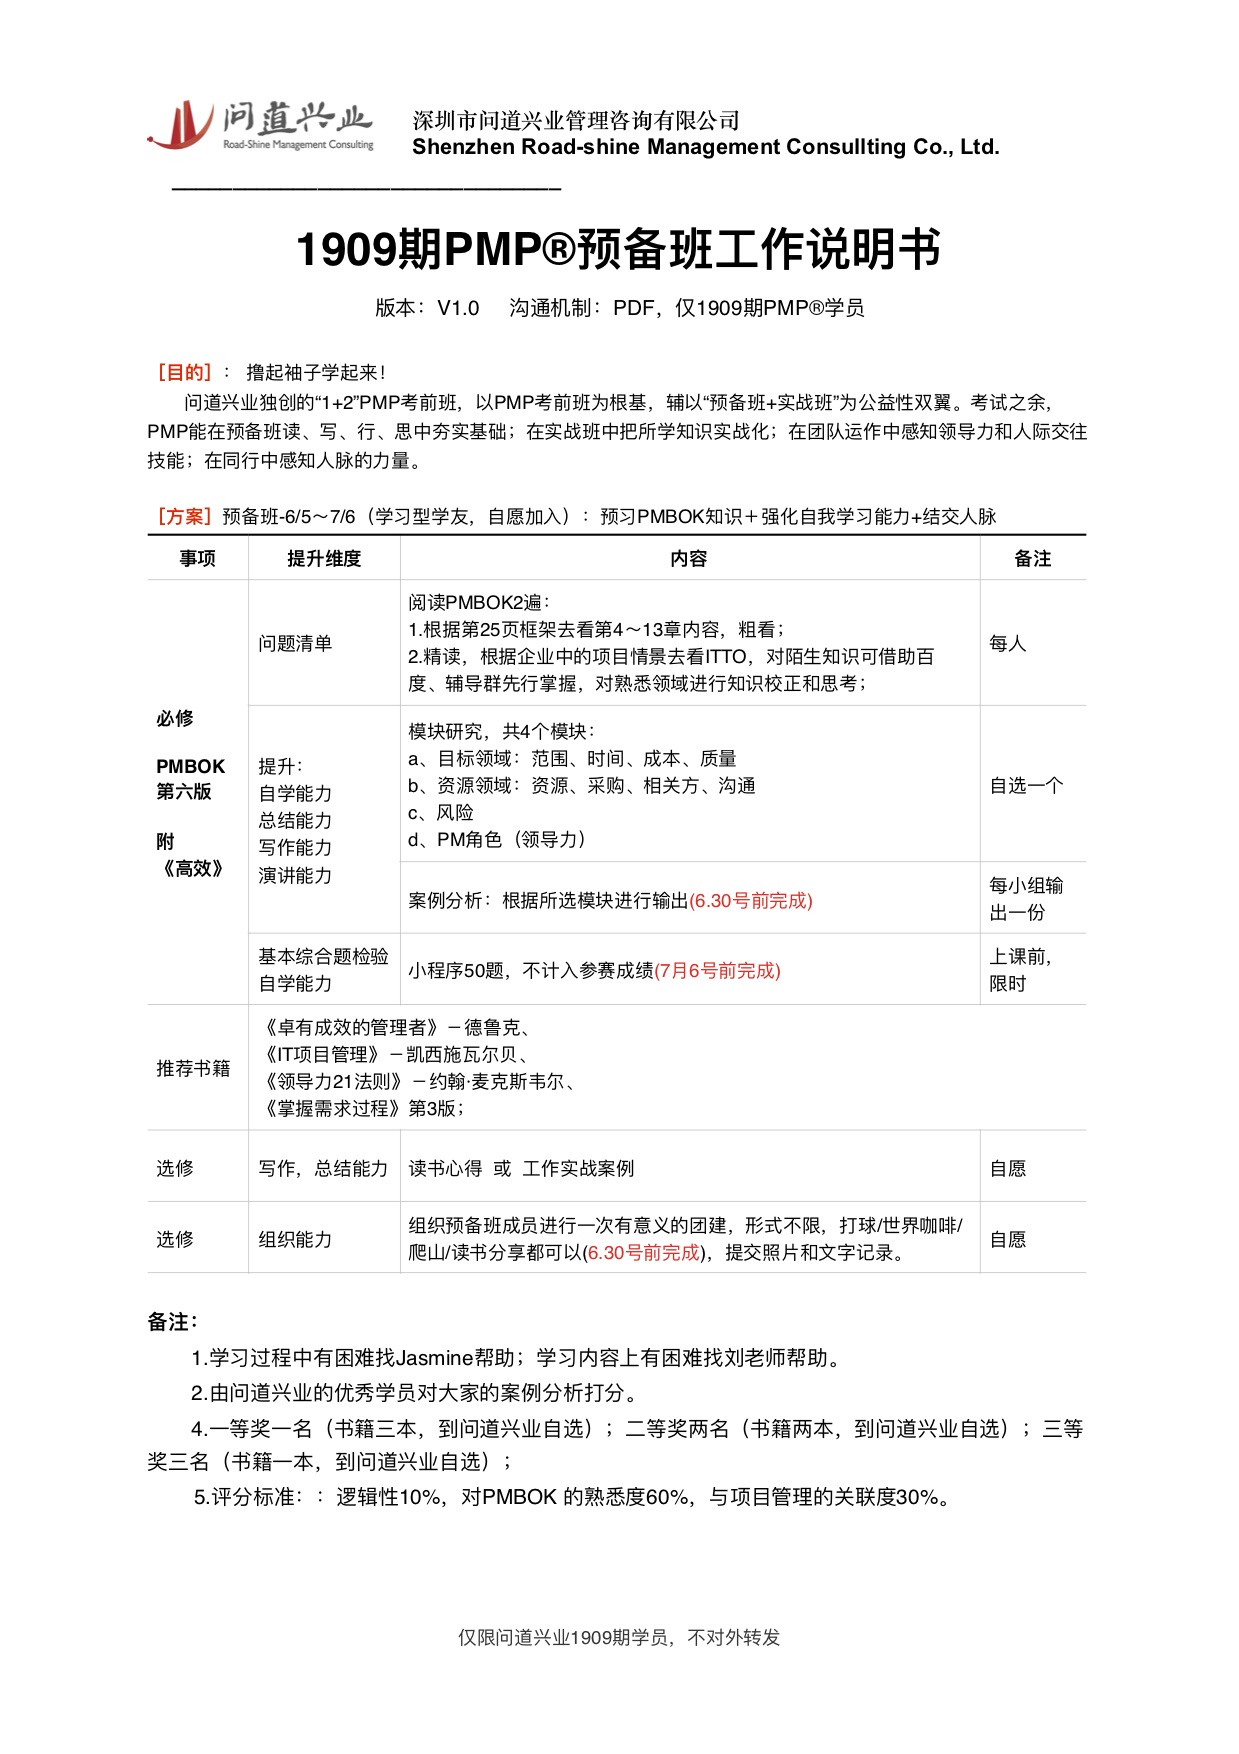 问道兴业
Road-Shine Management Consulting
深圳市问道兴业管理咨询有限公司
Shenzhen Road-shine Management Consullting Co., Ltd.
1909期PMP®预备班工作说明书
版本：V1.0 沟通机制：PDF，仅1909期PMP®学员
［目的］： 撸起袖子学起来！
问道兴业独创的“1+2”PMP考前班，以PMP考前班为根基，辅以“预备班+实战班”为公益性双翼。考试之余，
PMP能在预备班读、写、行、思中夯实基础；在实战班中把所学知识实战化；在团队运作中感知领导力和人际交往
技能；在同行中感知人脉的力量。
［方案］预备班-6/5～7/6（学习型学友，自愿加入）：预习PMBOK知识＋强化自我学习能力+结交人脉
事项 提升维度 内容 备注
必修
PMBOK
第六版
附
《高效》
问题清单
阅读PMBOK2遍：
1.根据第25页框架去看第4～13章内容，粗看；
2.精读，根据企业中的项目情景去看ITTO，对陌生知识可借助百
度、辅导群先行掌握，对熟悉领域进行知识校正和思考；
每人
提升：
自学能力
总结能力
写作能力
演讲能力
模块研究，共4个模块：
a、目标领域：范围、时间、成本、质量
b、资源领域：资源、采购、相关方、沟通
c、风险
d、PM角色（领导力）
自选一个
案例分析：根据所选模块进行输出(6.30号前完成)
每小组输
出一份
基本综合题检验
自学能力
小程序50题，不计入参赛成绩(7月6号前完成)
上课前，
限时
推荐书籍
《卓有成效的管理者》－德鲁克、
《IT项目管理》－凯西施瓦尔贝、
《领导力21法则》－约翰·麦克斯韦尔、
《掌握需求过程》第3版；
选修 写作，总结能力 读书心得 或 工作实战案例 自愿
选修 组织能力
组织预备班成员进行一次有意义的团建，形式不限，打球/世界咖啡/
爬山/读书分享都可以(6.30号前完成)，提交照片和文字记录。
自愿
备注：
1.学习过程中有困难找Jasmine帮助；学习内容上有困难找刘老师帮助。
2.由问道兴业的优秀学员对大家的案例分析打分。
4.一等奖一名（书籍三本，到问道兴业自选）；二等奖两名（书籍两本，到问道兴业自选）；三等
奖三名（书籍一本，到问道兴业自选）；
5.评分标准：：逻辑性10%，对PMBOK 的熟悉度60%，与项目管理的关联度30%。
仅限问道兴业1909期学员，不对外转发